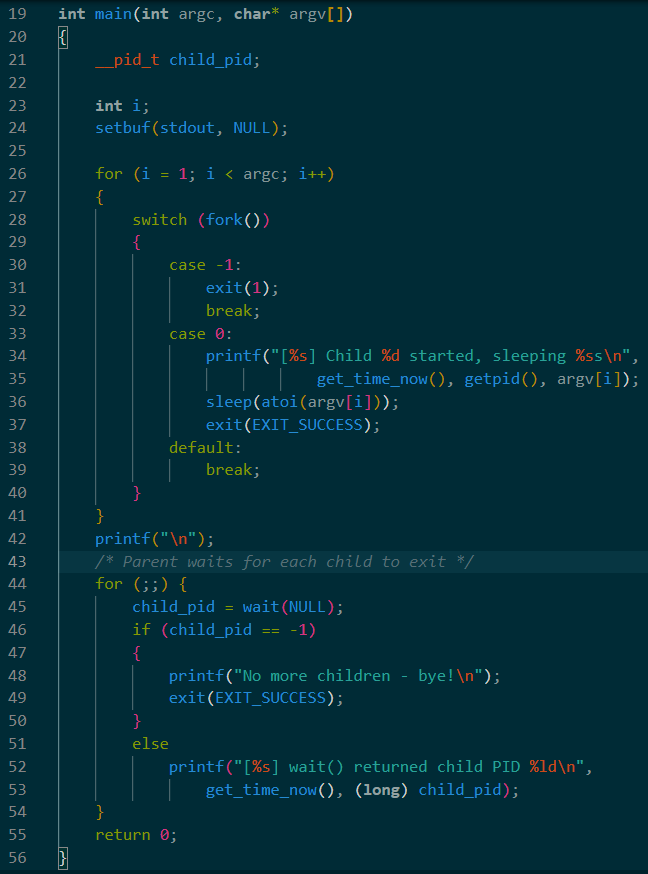 19 int main(int argc, char* argv[])
20 {
21     __pid_t child_pid;
22
23     int i;
24     setbuf(stdout, NULL);
25
26     for (i = 1; i < argc; i++)
27     {
28         switch (fork())
29         {
30             case -1:
31                 exit(1);
32                 break;
33             case 0:
34                 printf("[%s] Child %d started, sleeping %ss\n",
35                             get_time_now(), getpid(), argv[i]);
36                 sleep(atoi(argv[i]));
37                 exit(EXIT_SUCCESS);
38             default:
39                 break;
40         }
41     }
42     printf("\n");
43     /* Parent waits for each child to exit */
44     for (;;) {
45         child_pid = wait(NULL);
46         if (child_pid == -1)
47         {
48             printf("No more children - bye!\n");
49             exit(EXIT_SUCCESS);
50         }
51         else
52             printf("[%s] wait() returned child PID %ld\n",
53                 get_time_now(), (long) child_pid);
54     }
55     return 0;
56 }